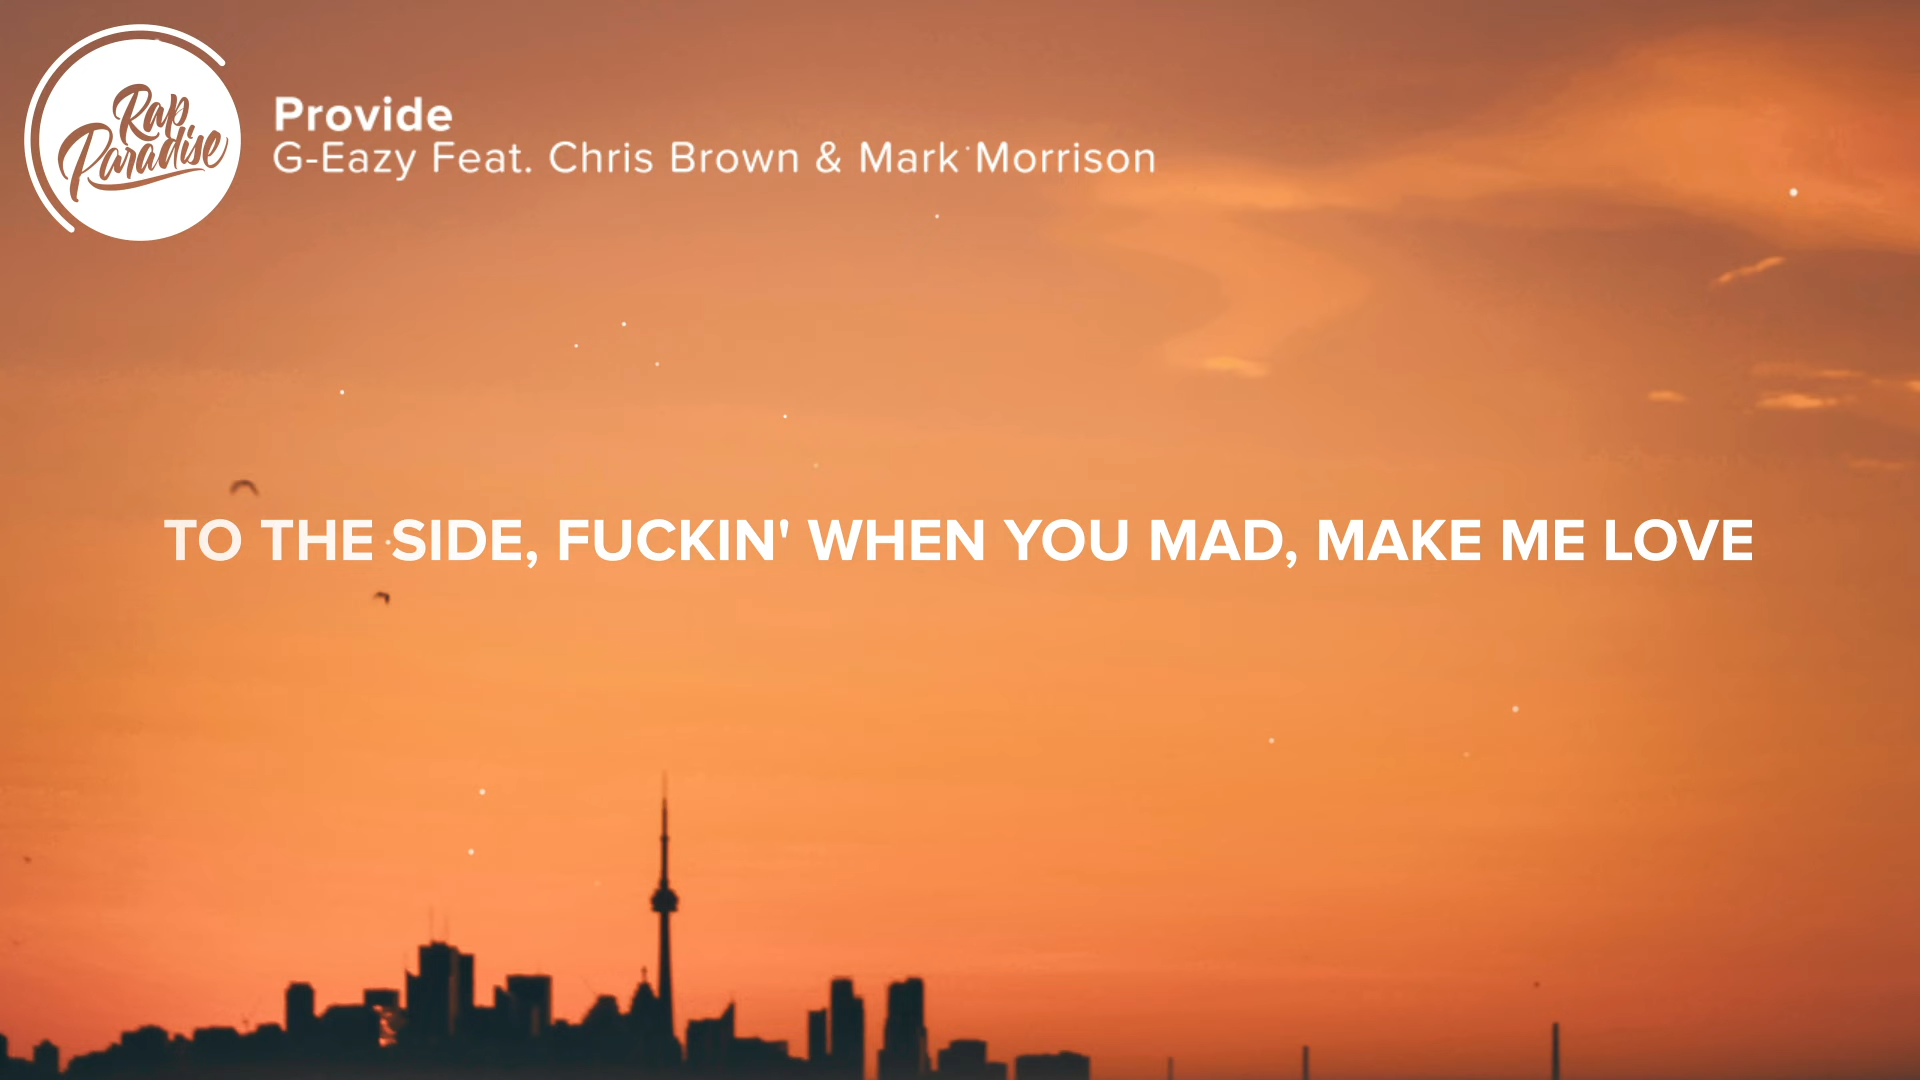 Rap
Paradise
Provide
G-Eazy Feat. Chris Brown & Mark Morrison
TO THE SIDE, FUCKIN' WHEN YOU MAD, MAKE ME LOVE